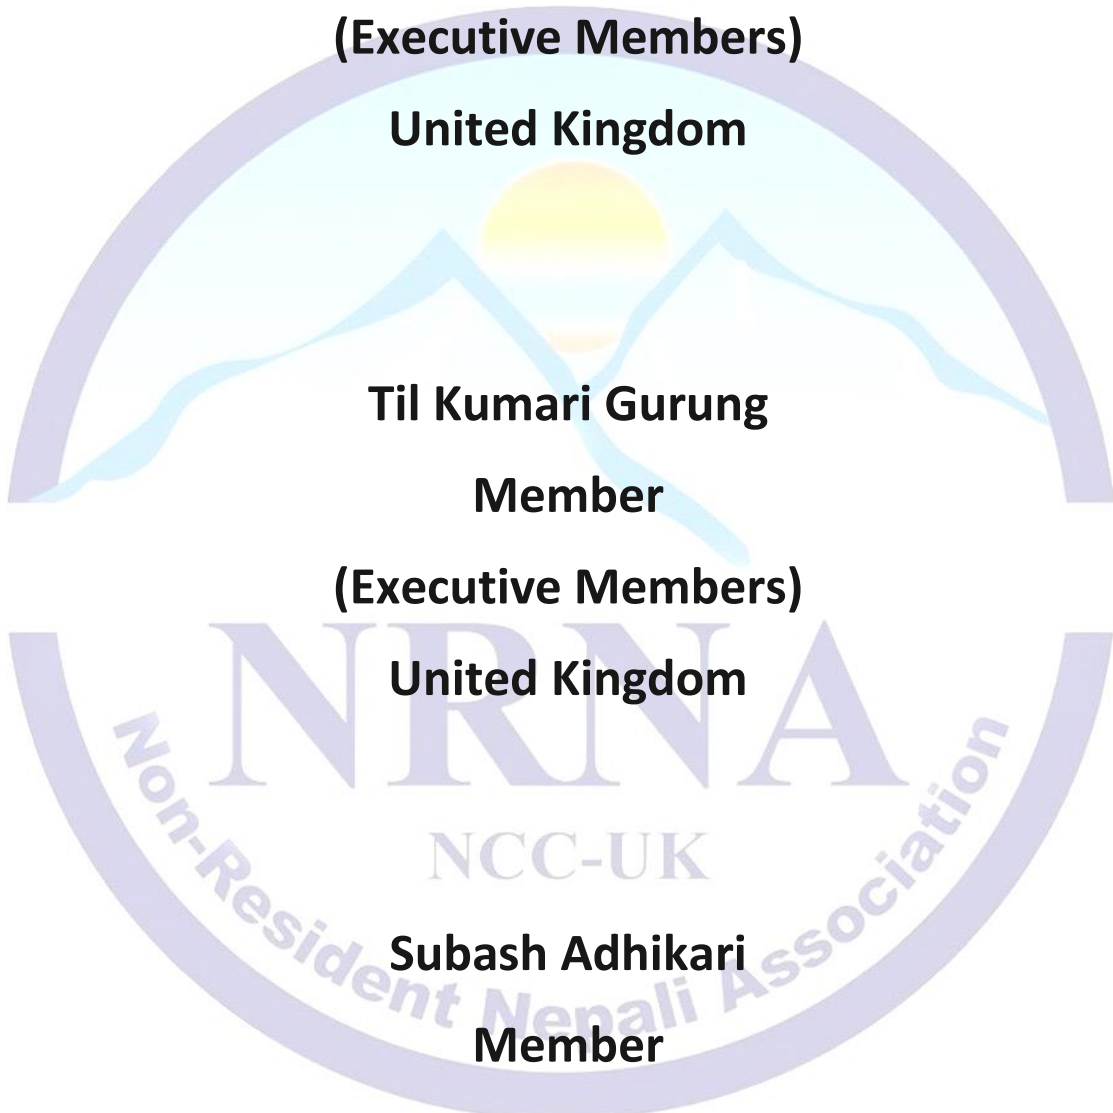 (Executive Members)
United Kingdom
Til Kumari Gurung
Member
(Executive Members)
United Kingdom
NRNA
NCC-UK
Non-Resident Nepali Association
Subash Adhikari
Member